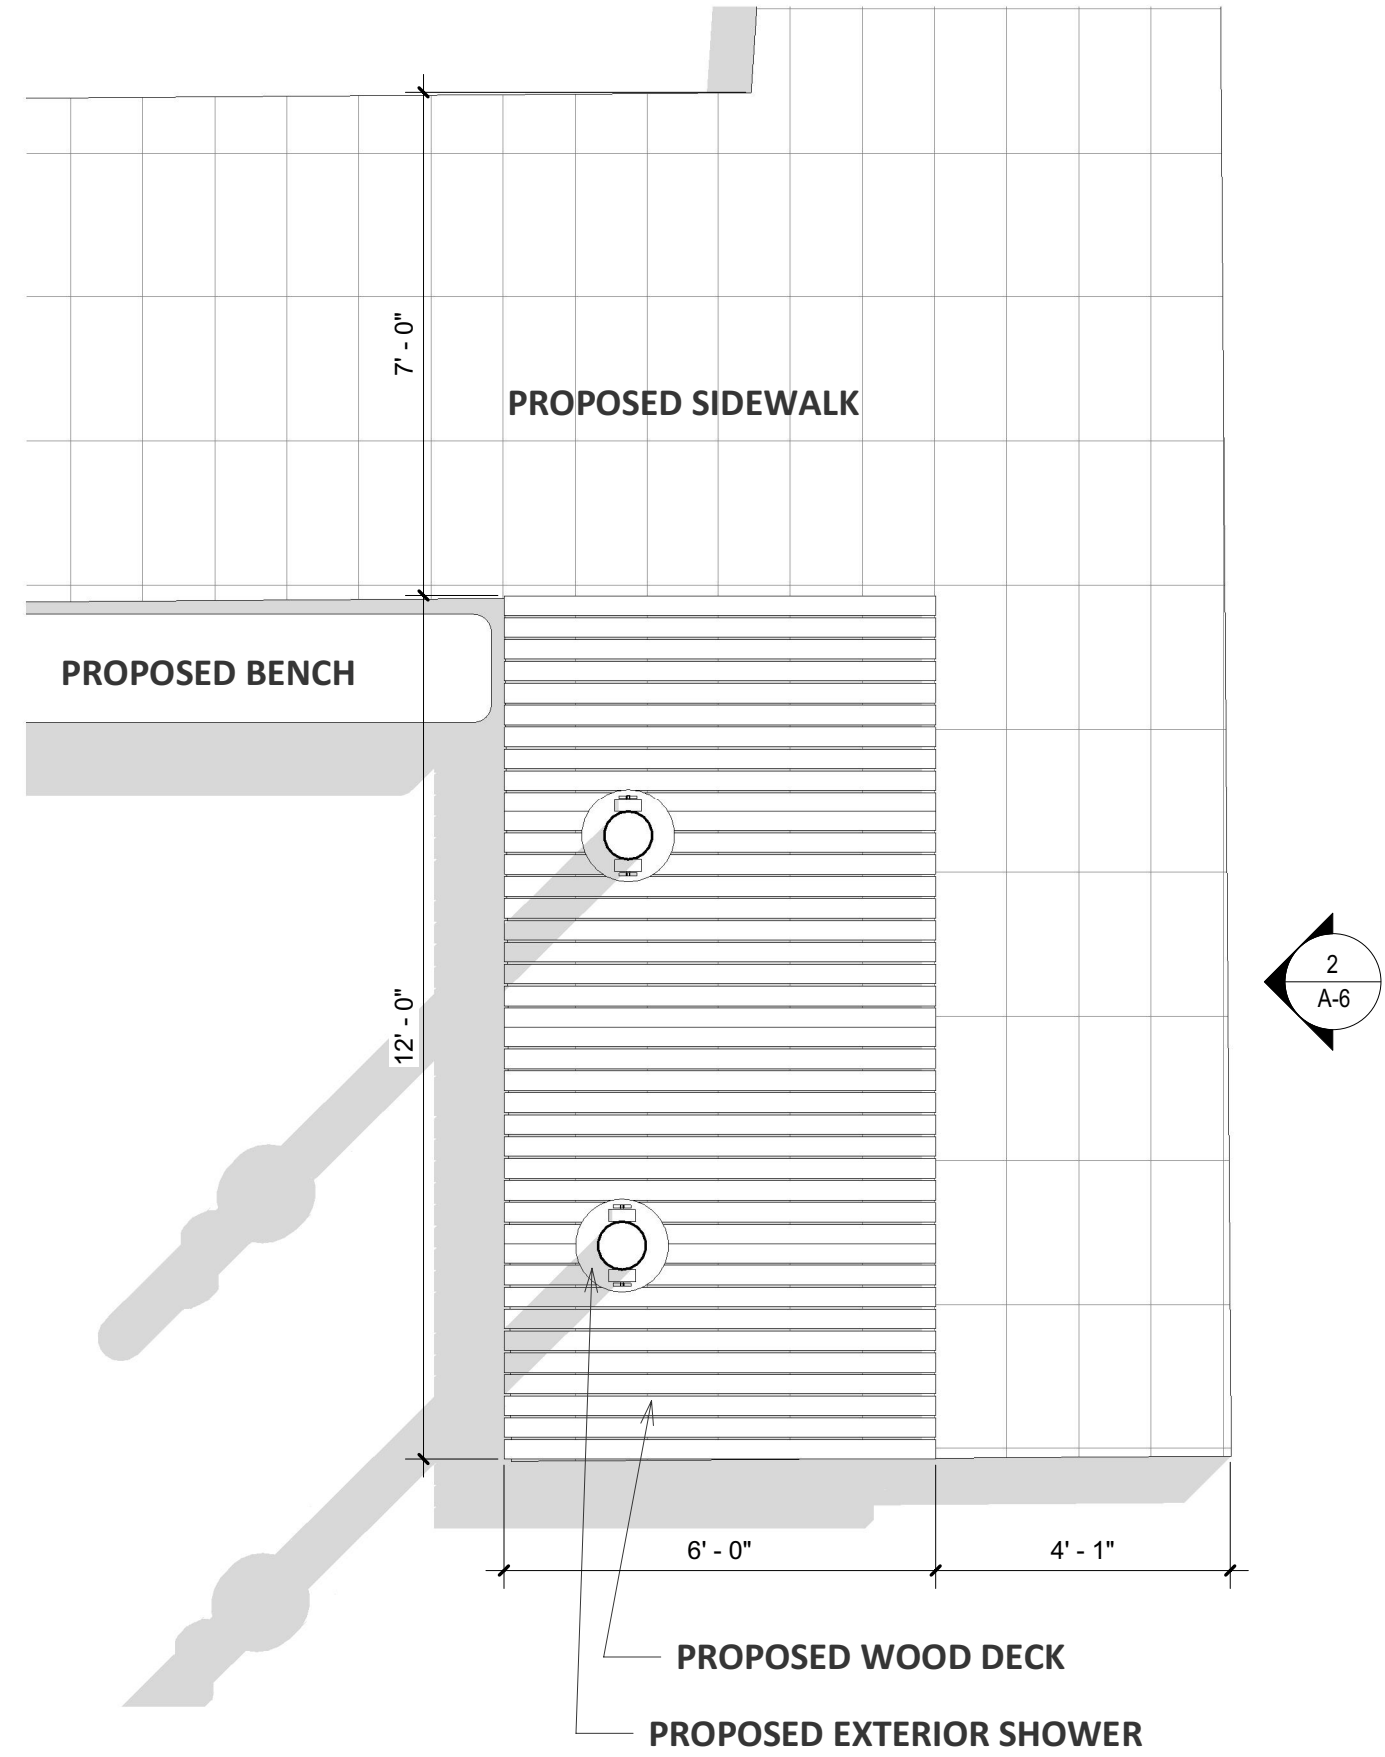 7' - 0"
PROPOSED SIDEWALK
PROPOSED BENCH
2
A-6
12' - 0"
6' - 0"
4' - 1"
PROPOSED WOOD DECK
PROPOSED EXTERIOR SHOWER